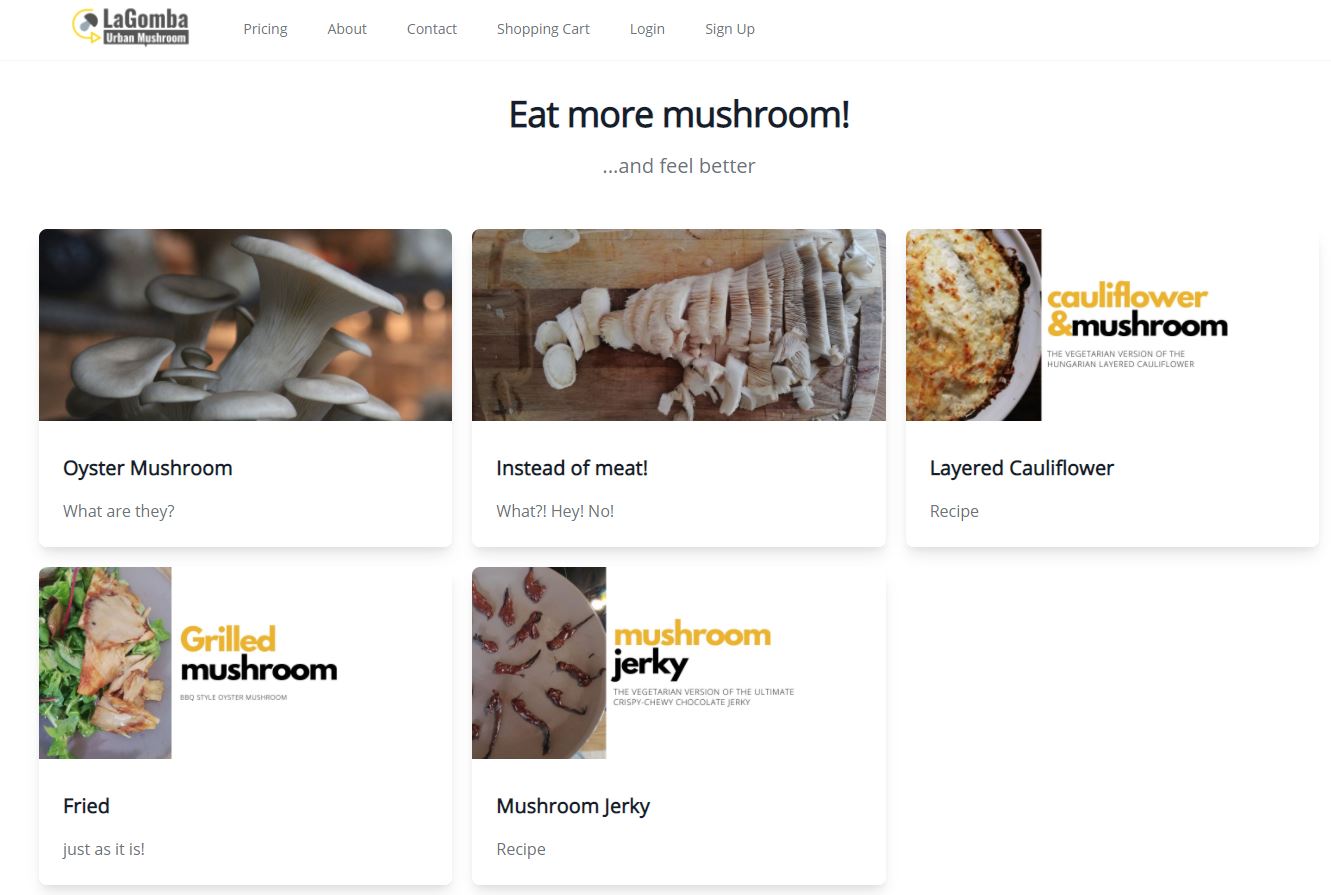 LaGomba
Urban Mushroom
Pricing
About
Contact
Shopping Cart
Login
Sign Up
Eat more mushroom!
...and feel better
Oyster Mushroom
What are they?
Instead of meat!
What?! Hey! No!
cauliflower
&mushroom
THE VEGETARIAN VERSION OF THE
HUNGARIAN LAYERED CAULIFLOWER
Layered Cauliflower
Recipe
Grilled
mushroom
BBQ STYLE OYSTER MUSHROOM
Fried
just as it is!
mushroom
jerky
THE VEGETARIAN VERSION OF THE ULTIMATE
CRISPY-CHEWY CHOCOLATE JERKY
Mushroom Jerky
Recipe